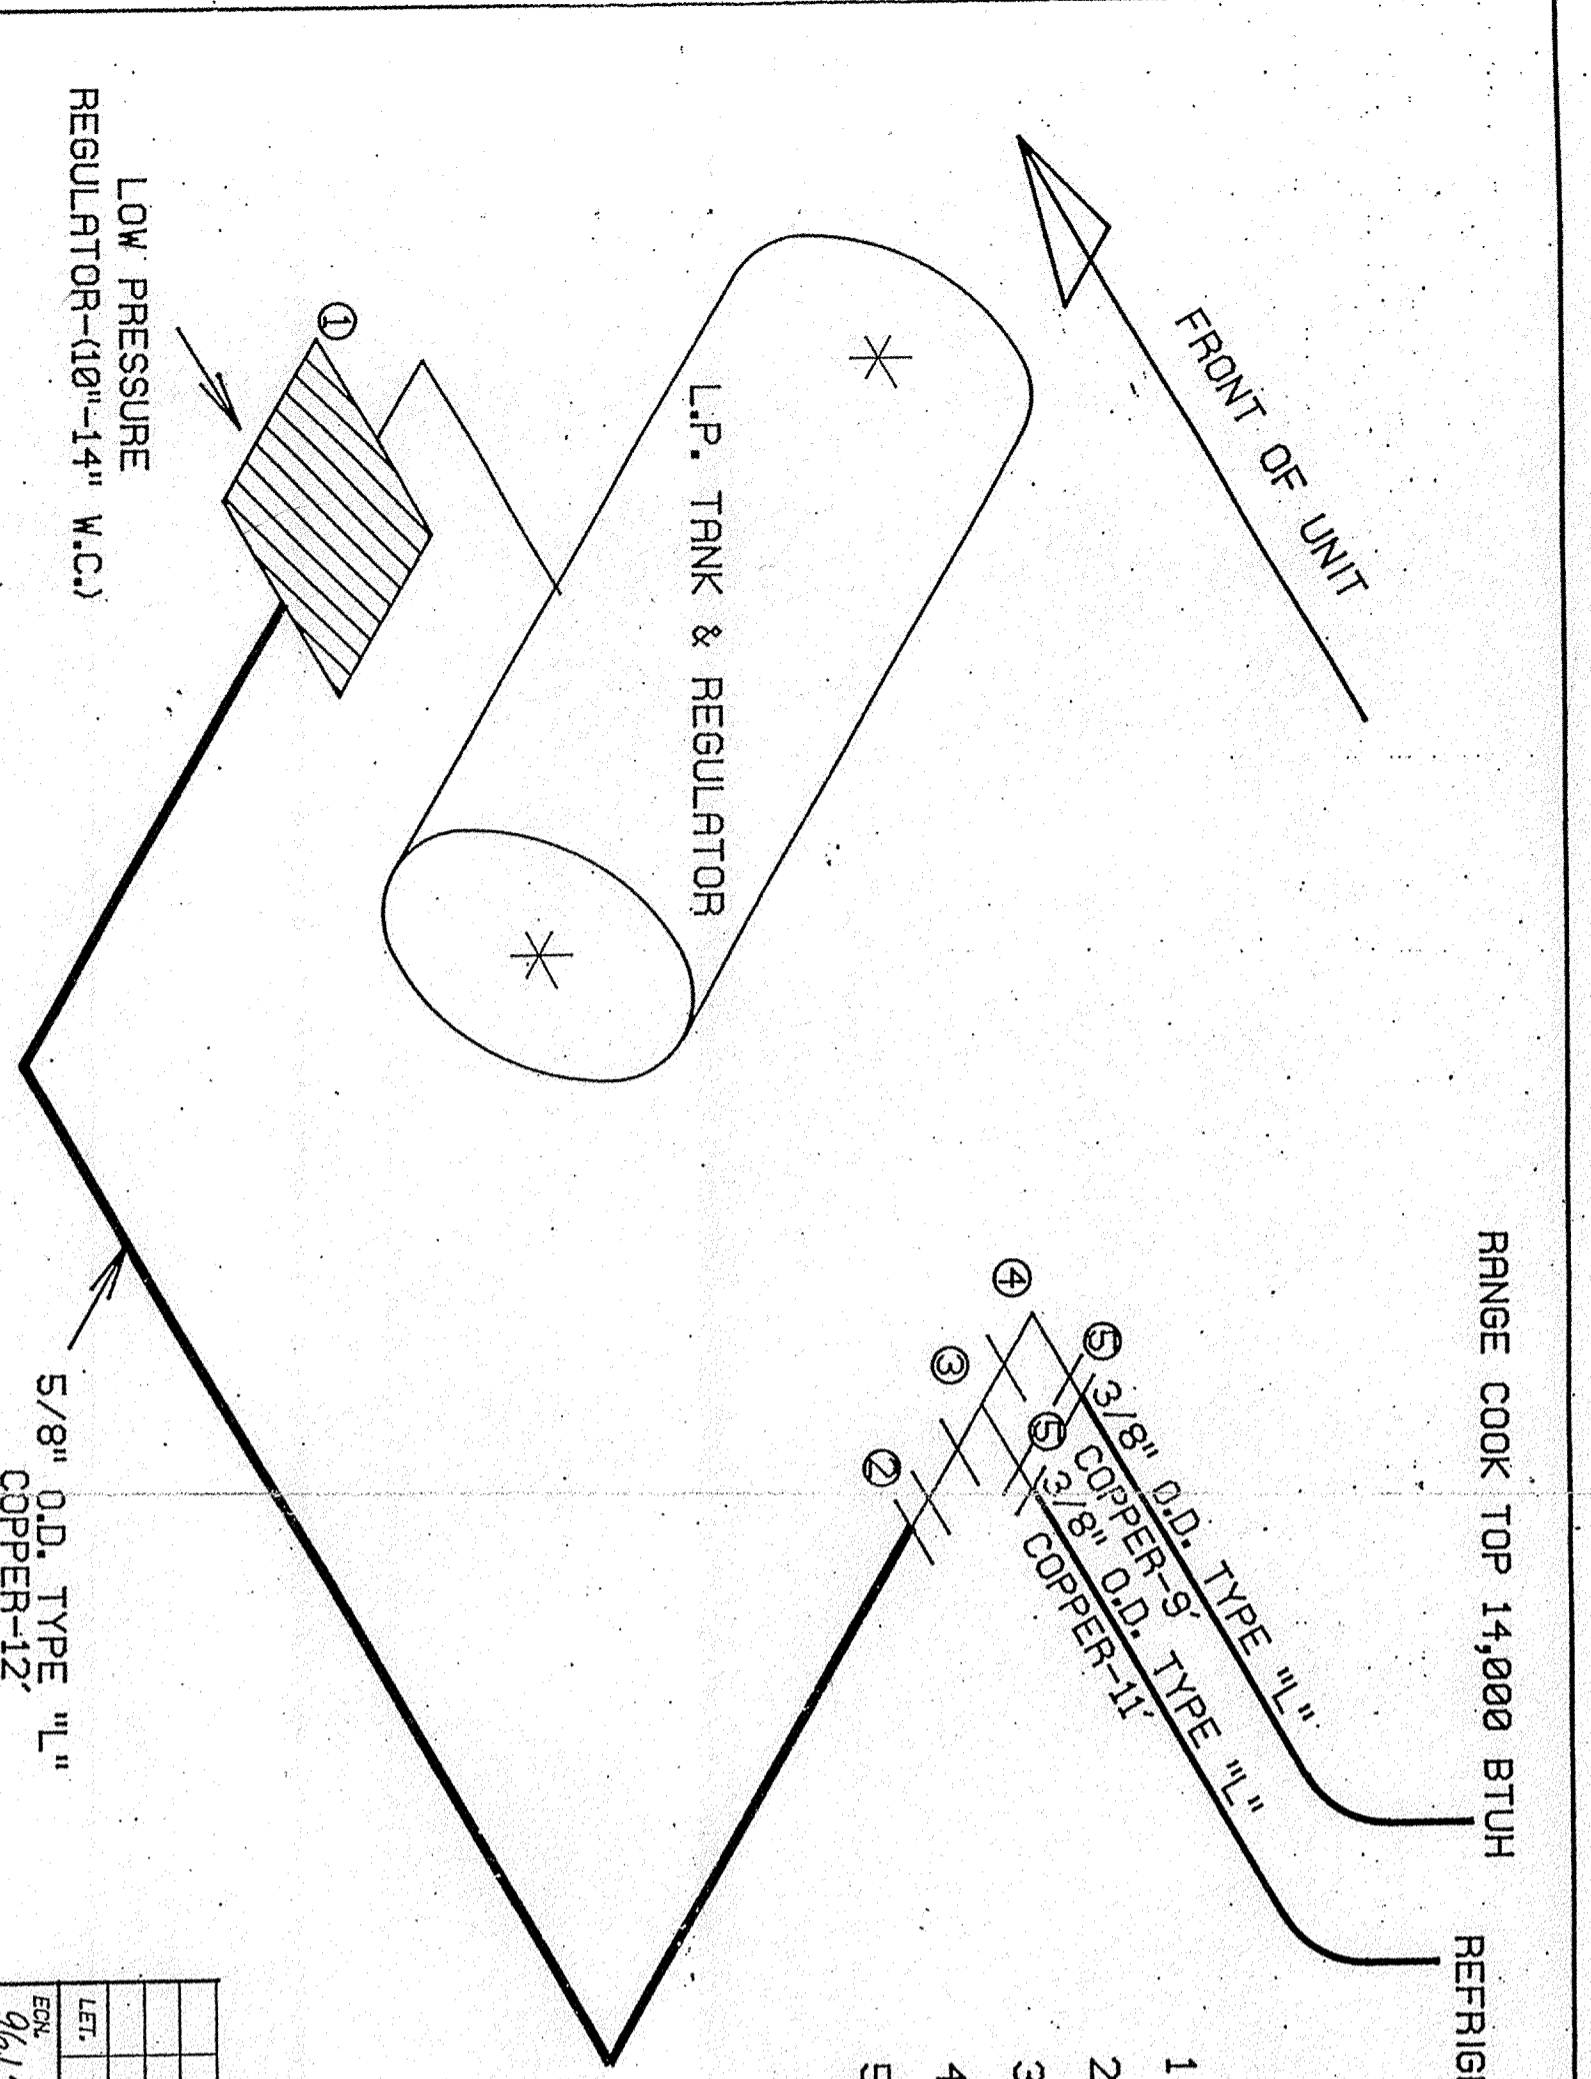 RANGE COOK TOP 14,000 BTUH
FRONT OF UNIT
L.P. TANK & REGULATOR
LOW PRESSURE
REGULATOR-(10"-14" W.C.)
①
④
⑤
3/8" O.D. TYPE "L"
COPPER-9'
③
⑤
3/8" O.D. TYPE "L"
COPPER-11'
②
5/8" O.D. TYPE "L"
COPPER-12'
1
2
3
4
5
LET.
ECN.